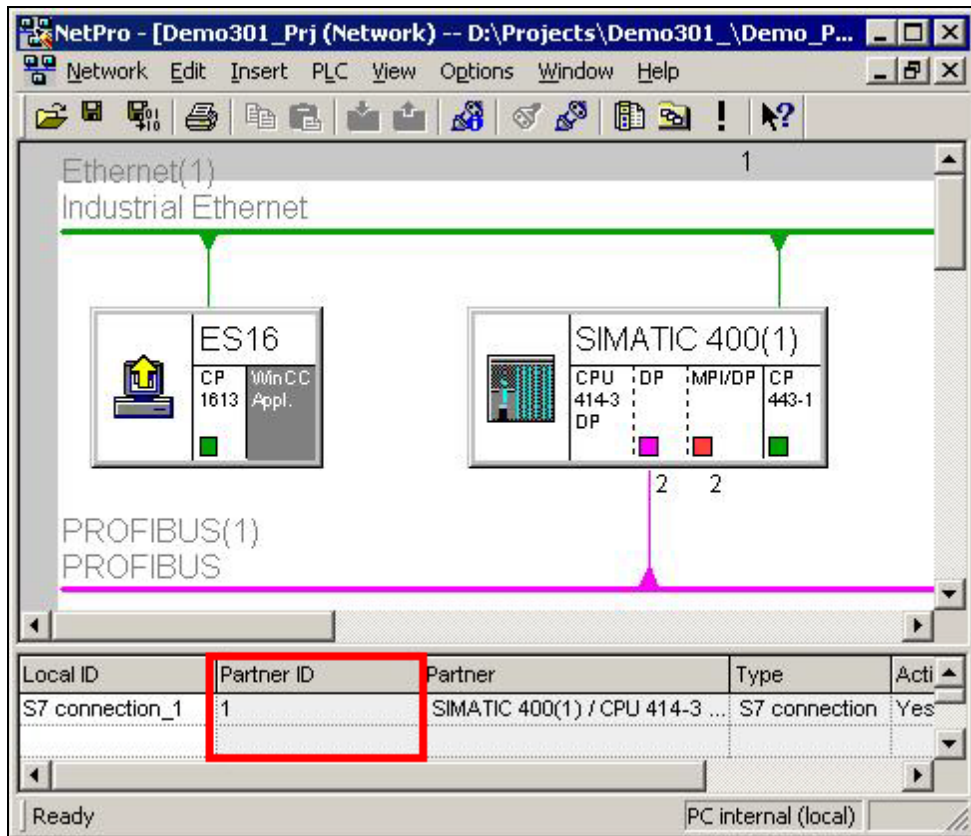 NetPro - [Demo301_Prj (Network) -- D:\Projects\Demo301_\Demo_P...
Network Edit Insert PLC View Options Window Help
1
Ethernet(1)
Industrial Ethernet
ES16
CP 1613
WinCC Appl.
SIMATIC 400(1)
CPU 414-3 DP
DP
MPI/DP
CP 443-1
2 2
PROFIBUS(1)
PROFIBUS
Local ID Partner ID Partner Type Acti
S7 connection_1 1 SIMATIC 400(1) / CPU 414-3 ... S7 connection Yes
Ready PC internal (local)